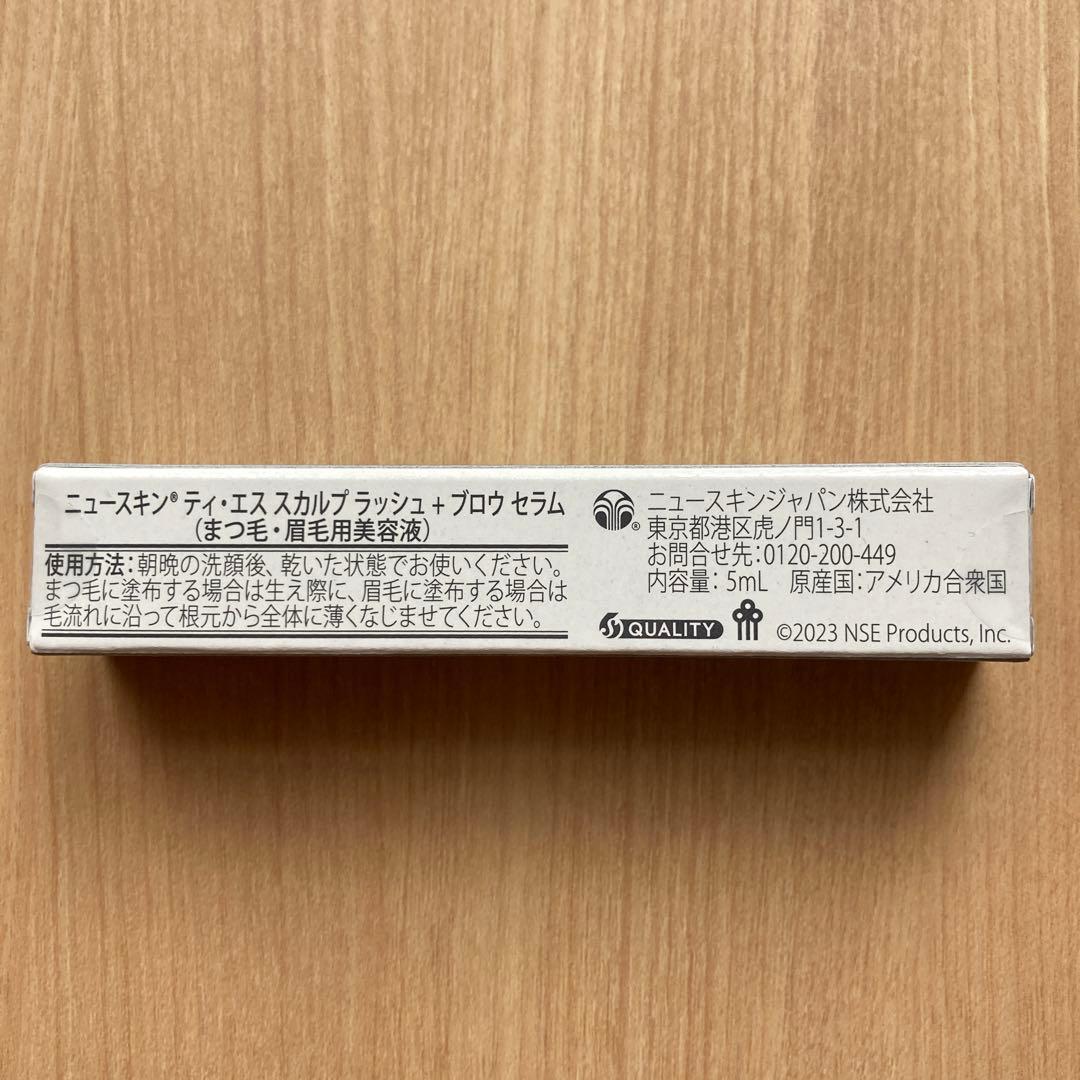 ニュースキン® ティ・エス スカルプ ラッシュ + ブロウ セラム
(まつ毛・眉毛用美容液)
使用方法：朝晩の洗顔後、乾いた状態でお使いください。
まつ毛に塗布する場合は生え際に、眉毛に塗布する場合は
毛流れに沿って根元から全体に薄くなじませてください。
®
ニュースキンジャパン株式会社
東京都港区虎ノ門1-3-1
お問合せ先：0120-200-449
内容量：5mL 原産国：アメリカ合衆国
QUALITY
©2023 NSE Products, Inc.